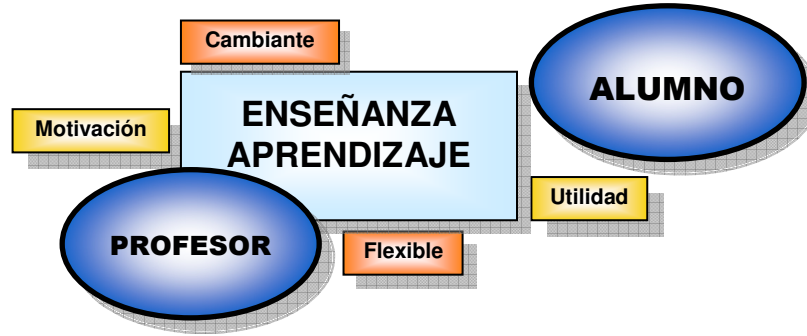 Cambiante
ALUMNO
ENSEÑANZA
APRENDIZAJE
Motivación
Utilidad
PROFESOR
Flexible